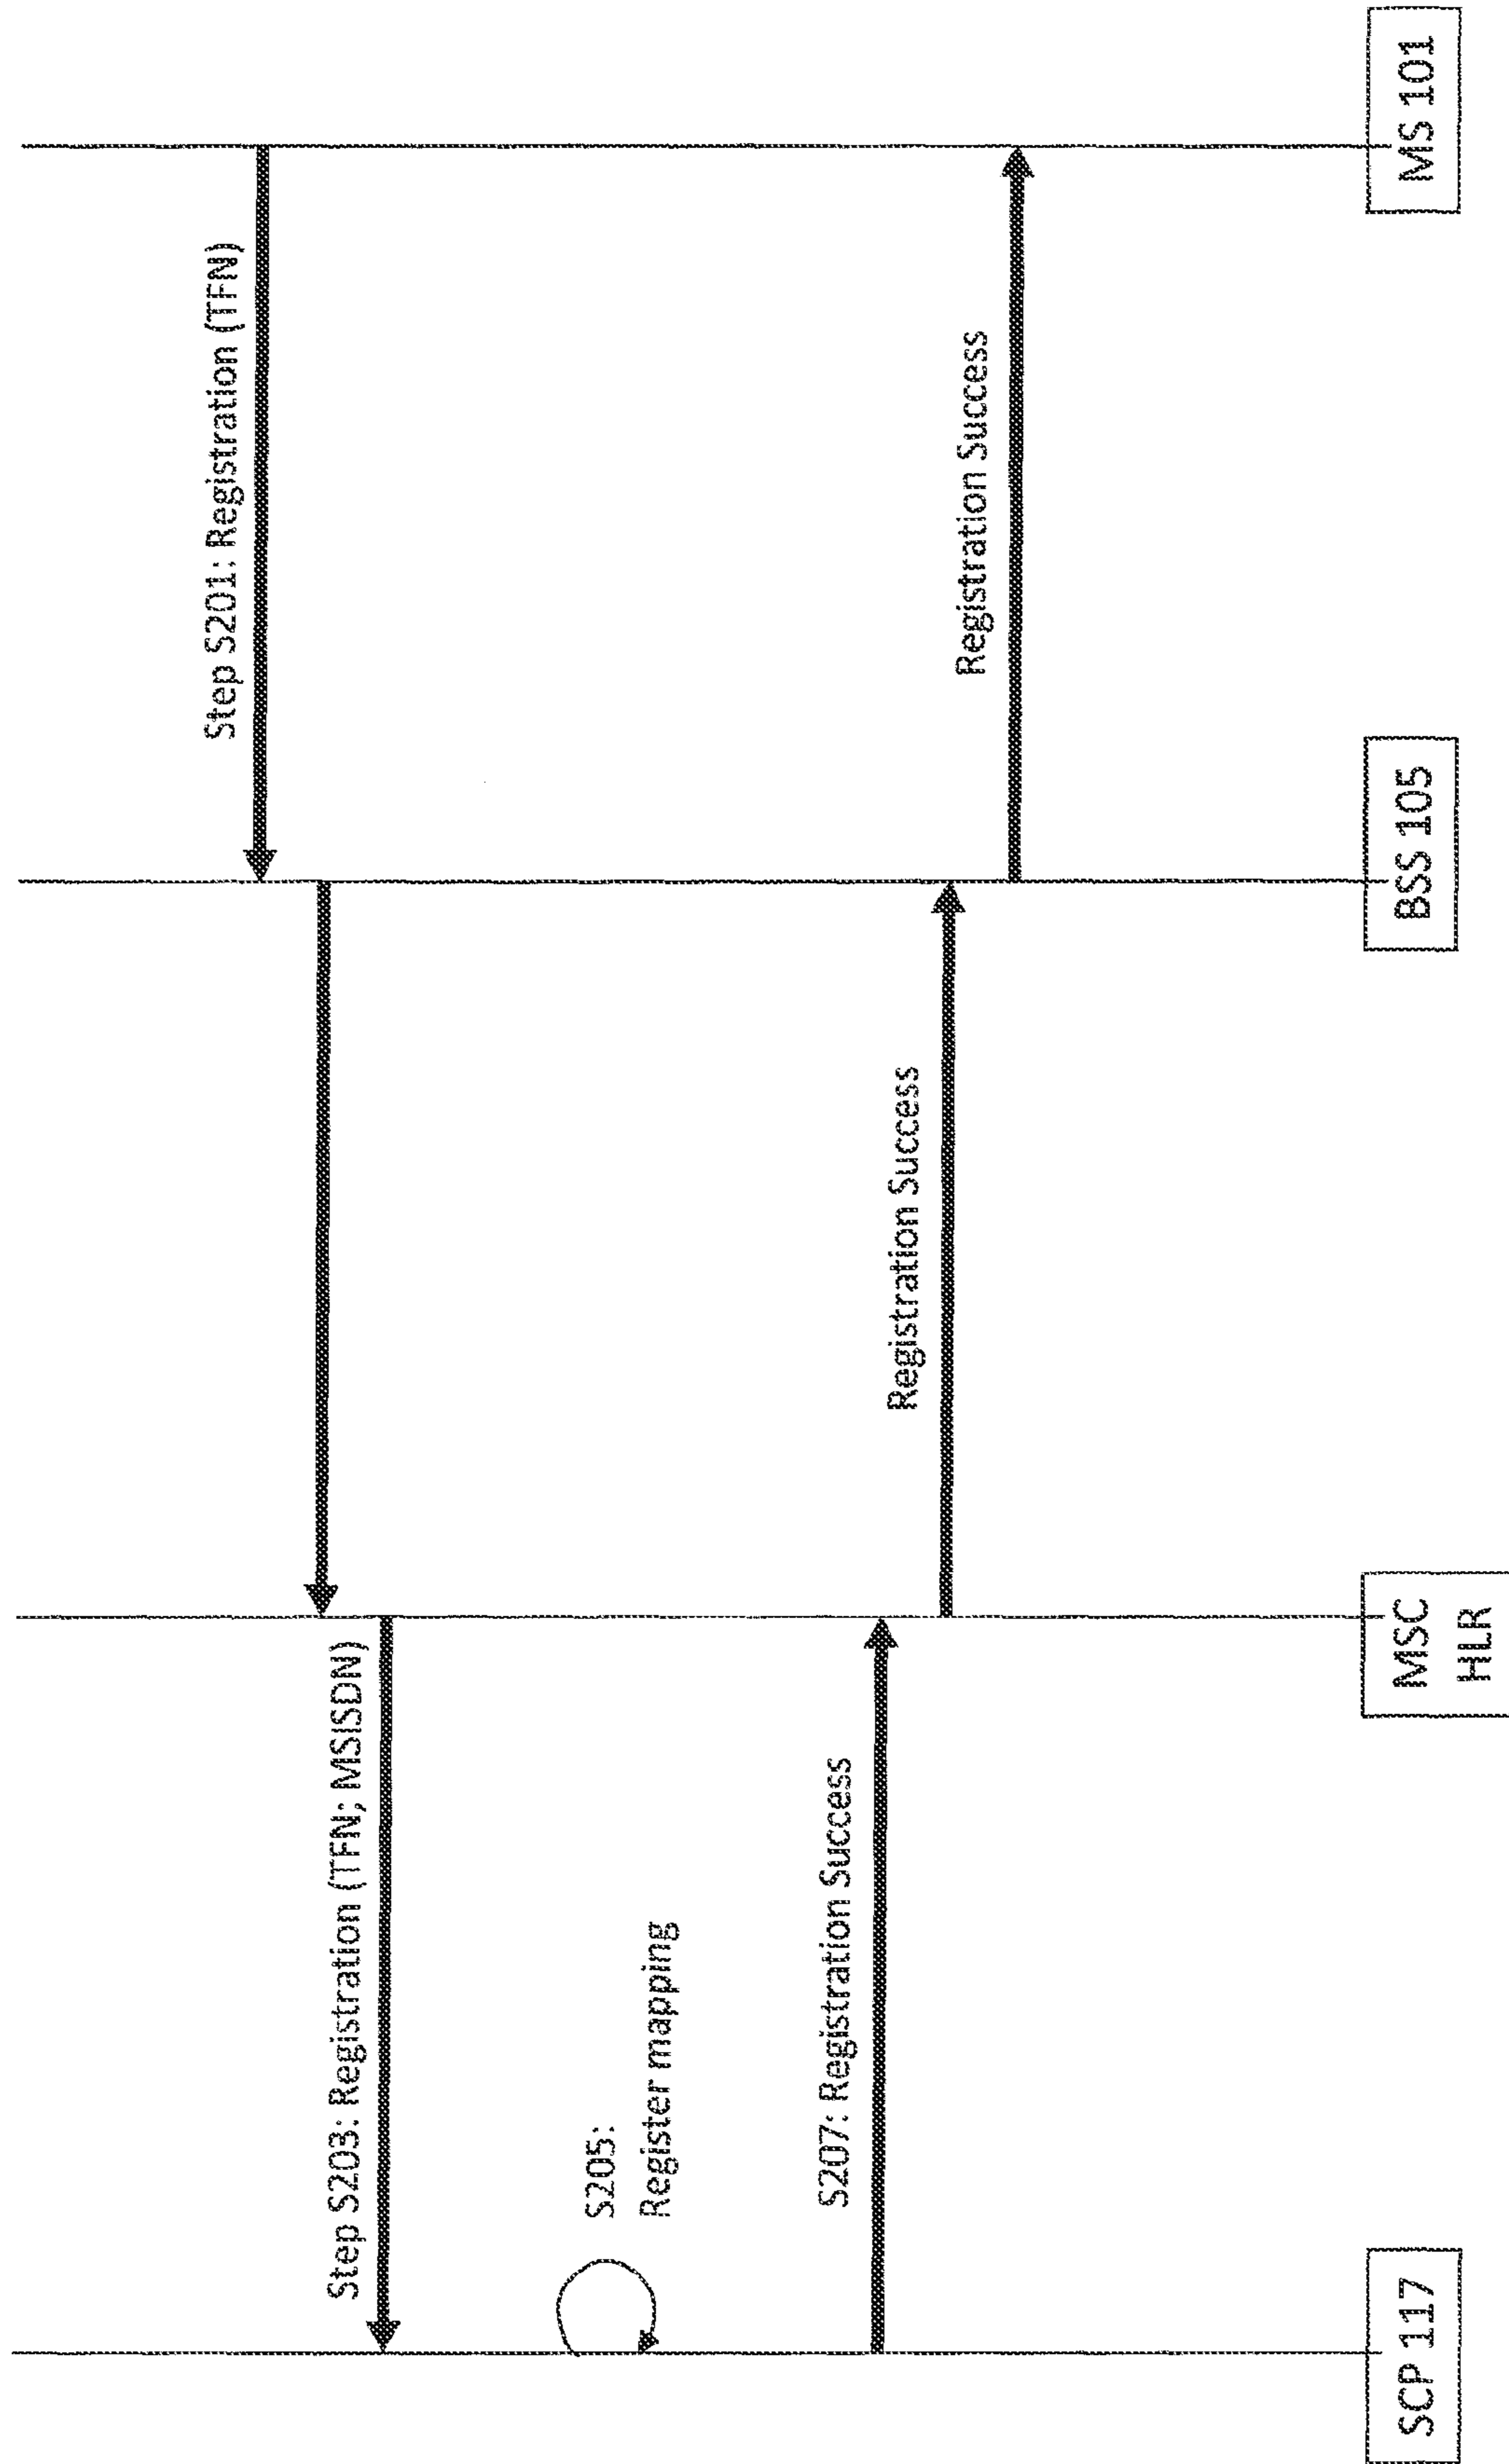 Step S201: Registration (TFN)
Step S203: Registration (TFN; MSISDN)
S205:
Register mapping
S207: Registration Success
Registration Success
Registration Success
SCP 117
MSC
HLR
BSS 105
MS 101